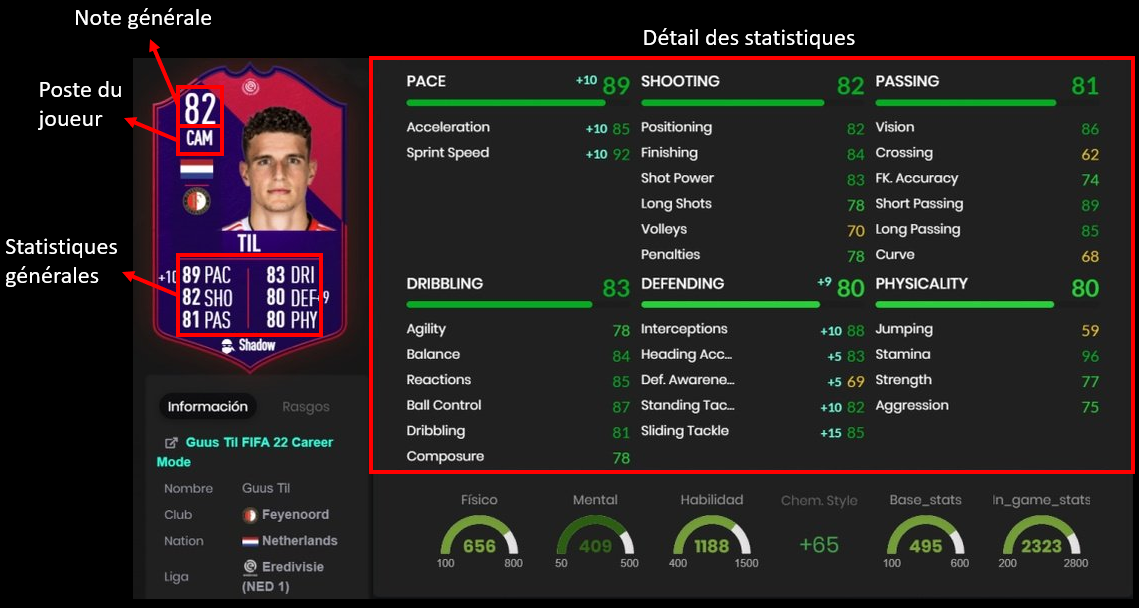 Note générale
Détail des statistiques
Poste du
joueur
Statistiques
générales
82
CAM
TIL
+10 89 PAC 83 DRI
82 SHO 80 DEF +9
81 PAS 80 PHY
Shadow
Información Rasgos
Guus Til FIFA 22 Career
Mode
Nombre Guus Til
Club Feyenoord
Nation Netherlands
Liga Eredivisie
(NED 1)
PACE +10 89
Acceleration +10 85
Sprint Speed +10 92
SHOOTING 82
Positioning 82
Finishing 84
Shot Power 83
Long Shots 78
Volleys 70
Penalties 78
PASSING 81
Vision 86
Crossing 62
FK. Accuracy 74
Short Passing 89
Long Passing 85
Curve 68
DRIBBLING 83
Agility 78
Balance 84
Reactions 85
Ball Control 87
Dribbling 81
Composure 78
DEFENDING +9 80
Interceptions +10 88
Heading Acc... +5 83
Def. Awarene... +5 69
Standing Tac... +10 82
Sliding Tackle +15 85
PHYSICALITY 80
Jumping 59
Stamina 96
Strength 77
Aggression 75
Físico
656
100 800
Mental
409
50 500
Habilidad
1188
400 1500
Chem. Style
+65
Base_stats
495
100 600
In_game_stats
2323
200 2800